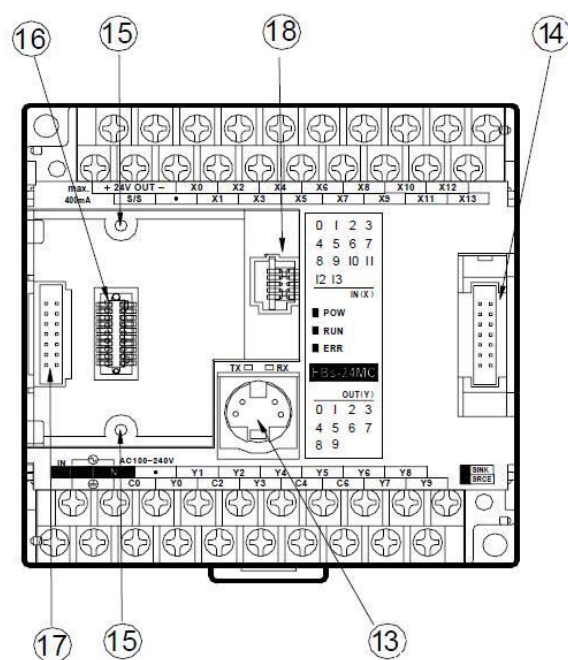 16 15 18 14
max. + 24V OUT − X0 X2 X4 X6 X8 X10 X12
400mA S/S • X1 X3 X5 X7 X9 X11 X13
0 1 2 3
4 5 6 7
8 9 10 11
12 13
IN(X)
POW
RUN
ERR
TX RX
FBs-24MC
OUT(Y)
0 1 2 3
4 5 6 7
8 9
AC100-240V
IN N • Y1 Y2 Y4 Y5 Y6 Y8
C0 Y0 C2 Y3 C4 C6 Y7 Y9
SINK
SRCE
17 15 13